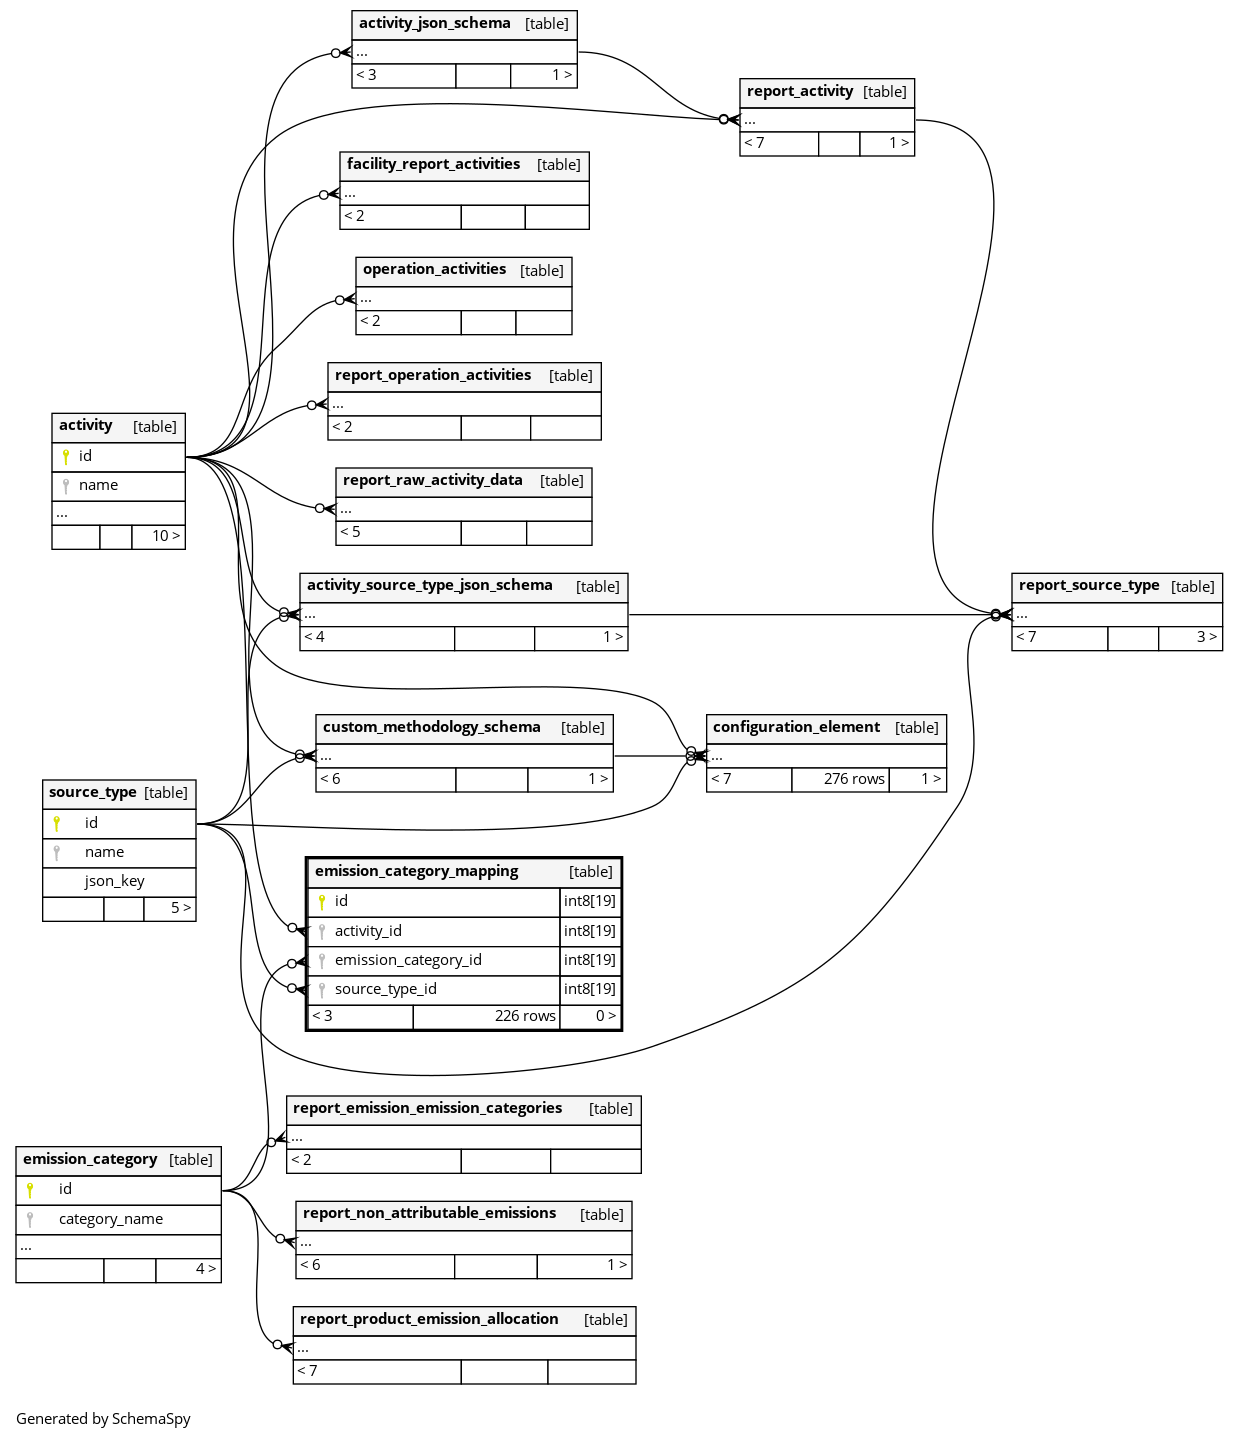 activity_json_schema [table]
...
< 3 1 >
report_activity [table]
...
< 7 1 >
facility_report_activities [table]
...
< 2
operation_activities [table]
...
< 2
report_operation_activities [table]
...
< 2
activity [table]
id
name
...
10 >
report_raw_activity_data [table]
...
< 5
activity_source_type_json_schema [table]
...
< 4 1 >
report_source_type [table]
...
< 7 3 >
custom_methodology_schema [table]
...
< 6 1 >
configuration_element [table]
...
< 7 276 rows 1 >
source_type [table]
id
name
json_key
5 >
emission_category_mapping [table]
id int8[19]
activity_id int8[19]
emission_category_id int8[19]
source_type_id int8[19]
< 3 226 rows 0 >
report_emission_emission_categories [table]
...
< 2
emission_category [table]
id
category_name
...
4 >
report_non_attributable_emissions [table]
...
< 6 1 >
report_product_emission_allocation [table]
...
< 7
Generated by SchemaSpy